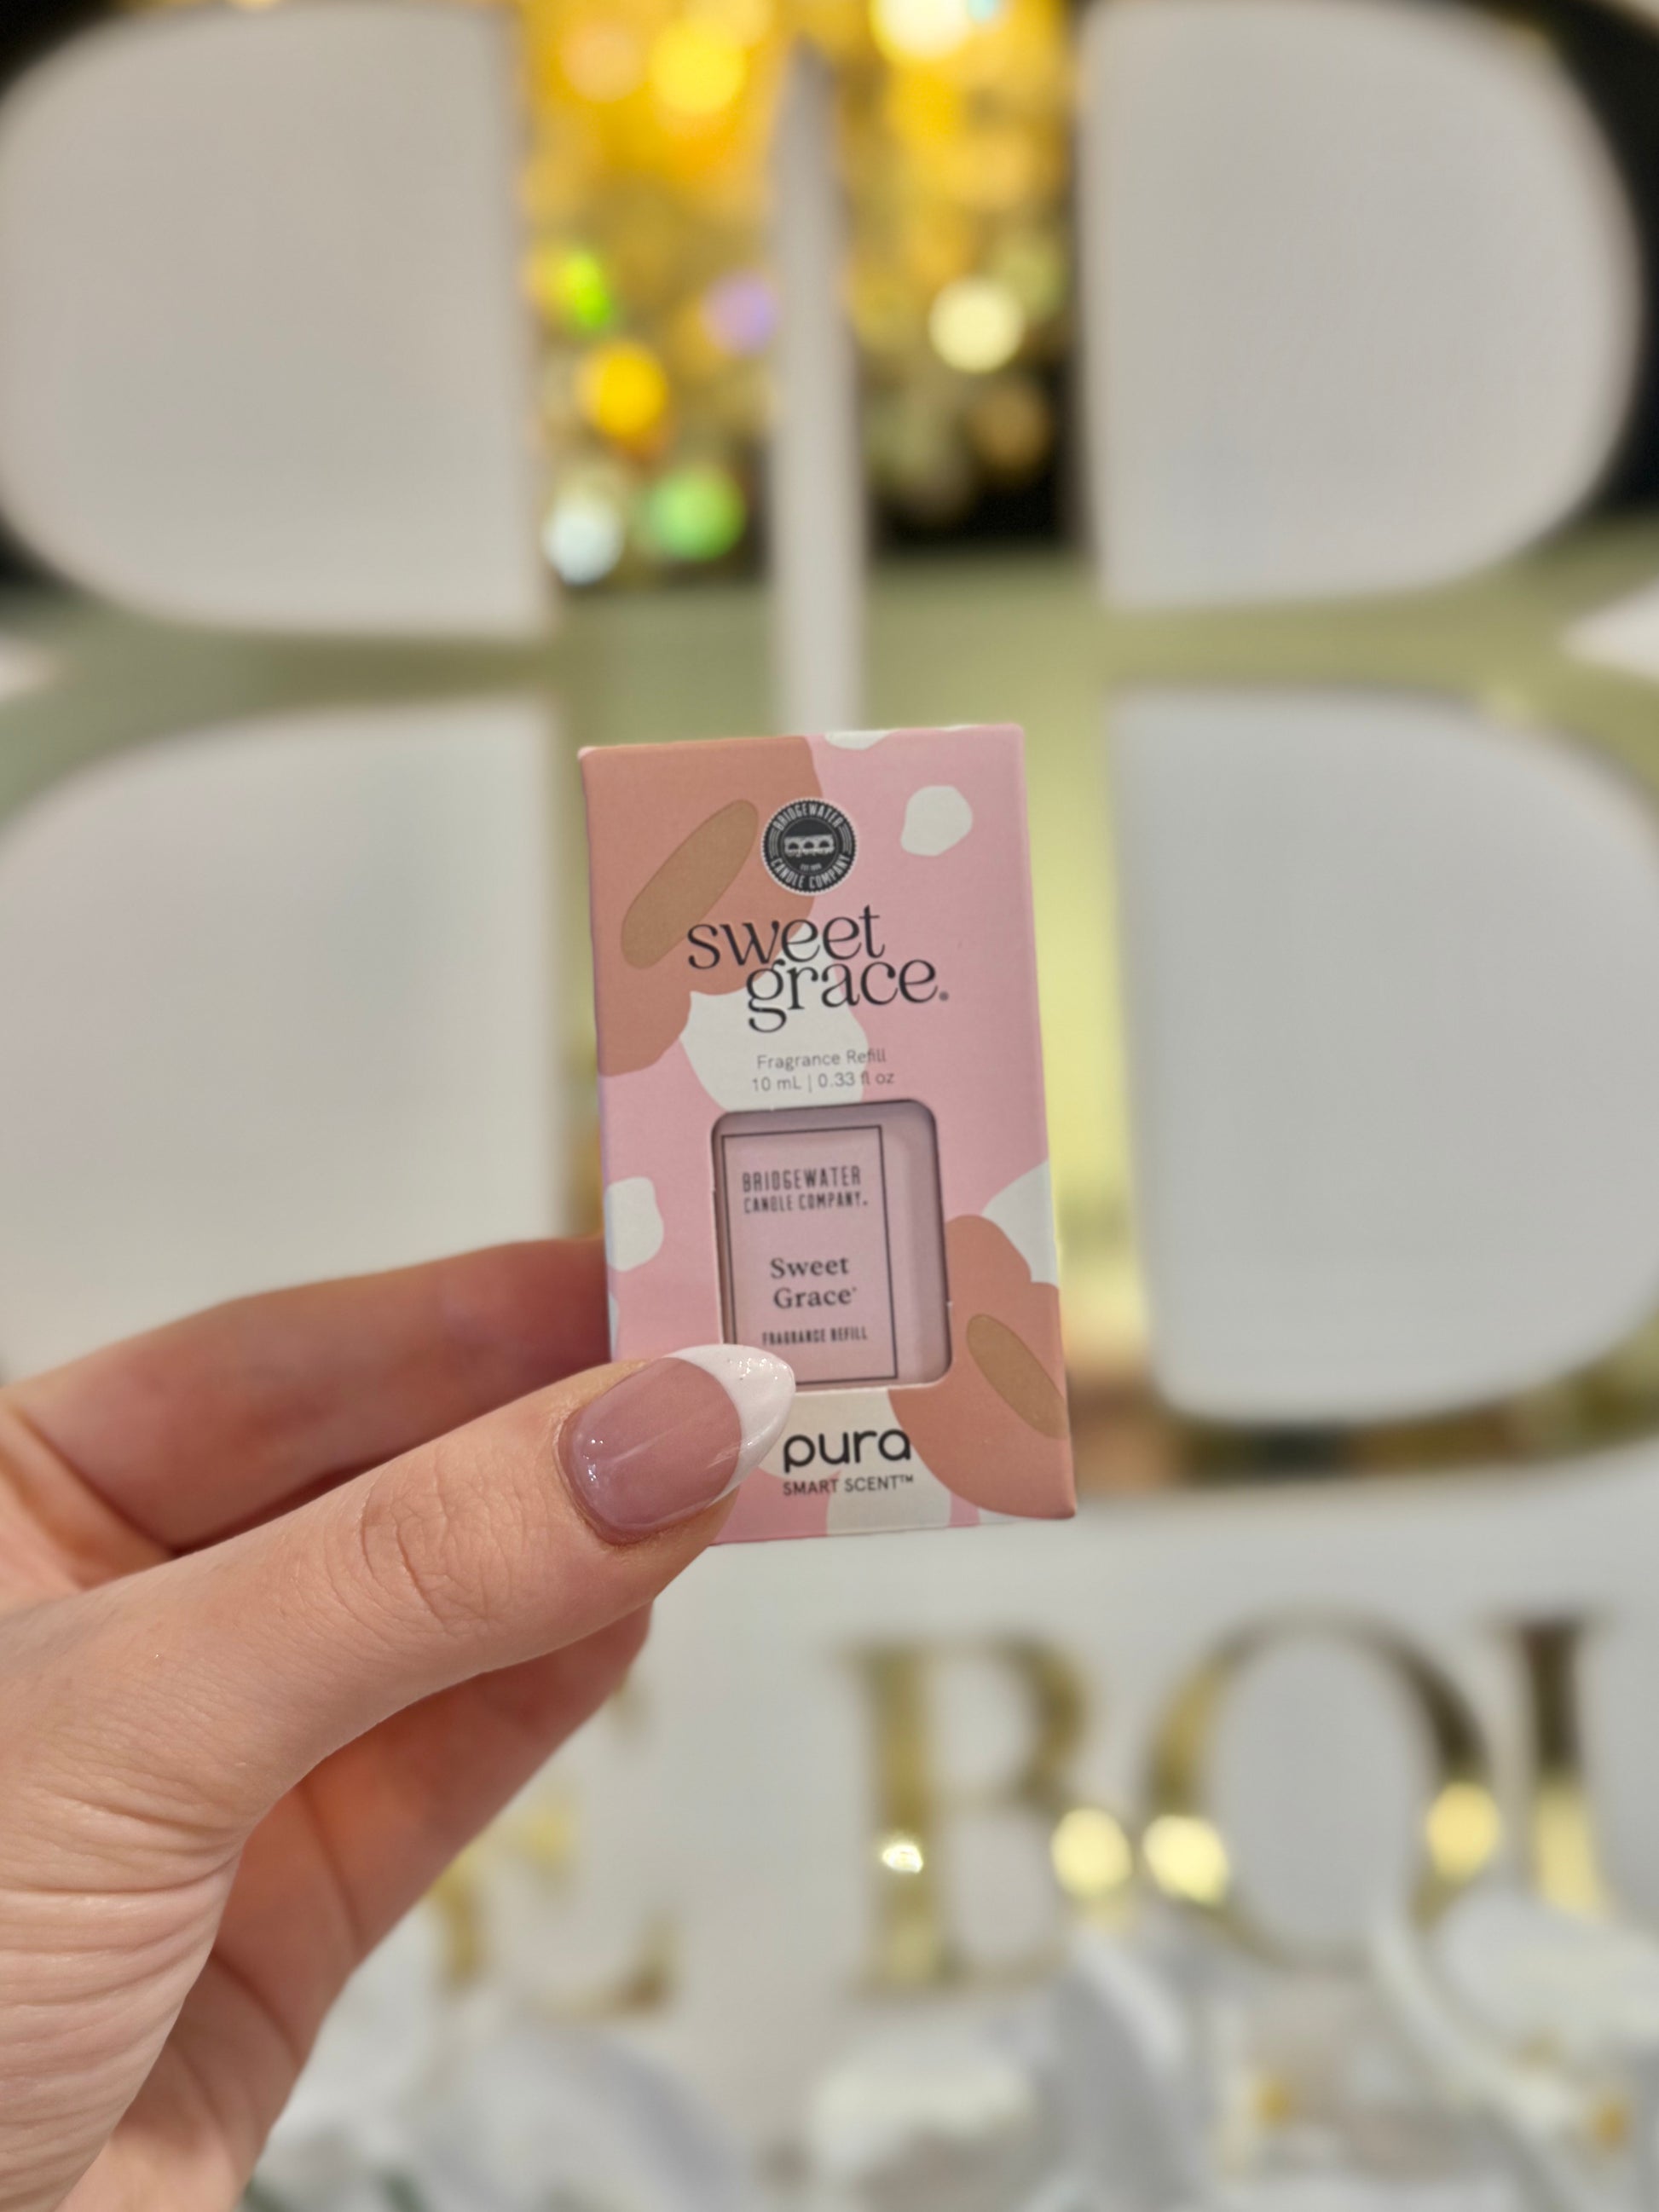 BRIDGEWATER
CANDLE COMPANY
sweet
grace®
Fragrance Refill
10 mL | 0.33 fl oz
BRIDGEWATER
CANDLE COMPANY®
Sweet
Grace®
FRAGRANCE REFILL
pura
SMART SCENT™
E BOU